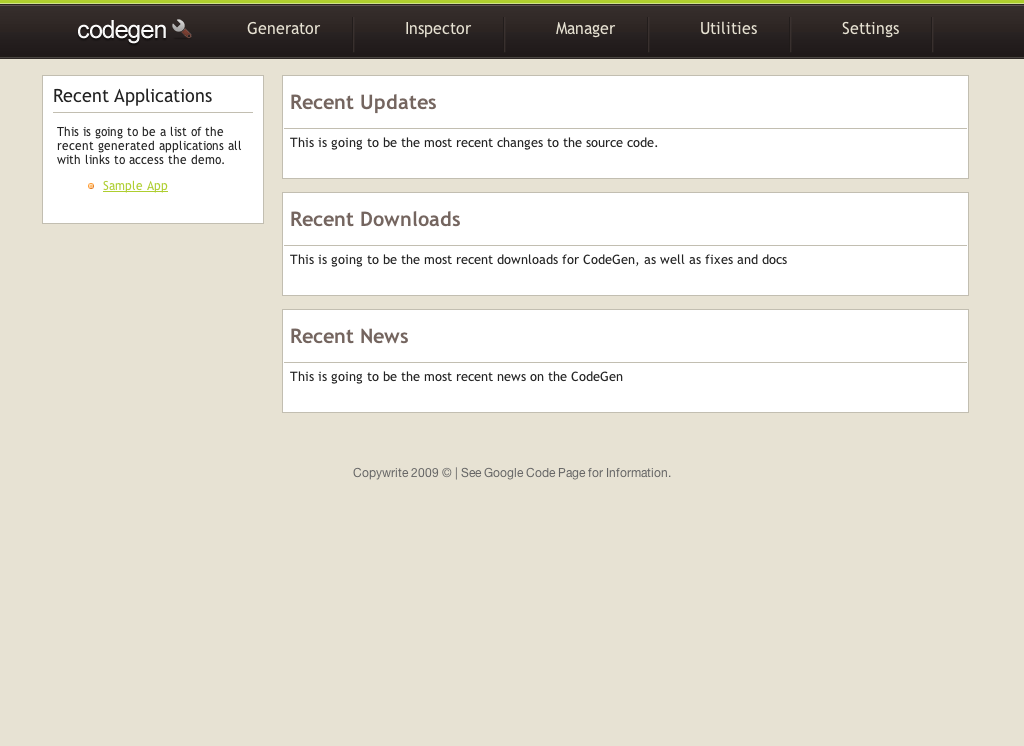 codegen
Generator
Inspector
Manager
Utilities
Settings
Recent Applications
This is going to be a list of the
recent generated applications all
with links to access the demo.
Sample App
Recent Updates
This is going to be the most recent changes to the source code.
Recent Downloads
This is going to be the most recent downloads for CodeGen, as well as fixes and docs
Recent News
This is going to be the most recent news on the CodeGen
Copywrite 2009 © | See Google Code Page for Information.